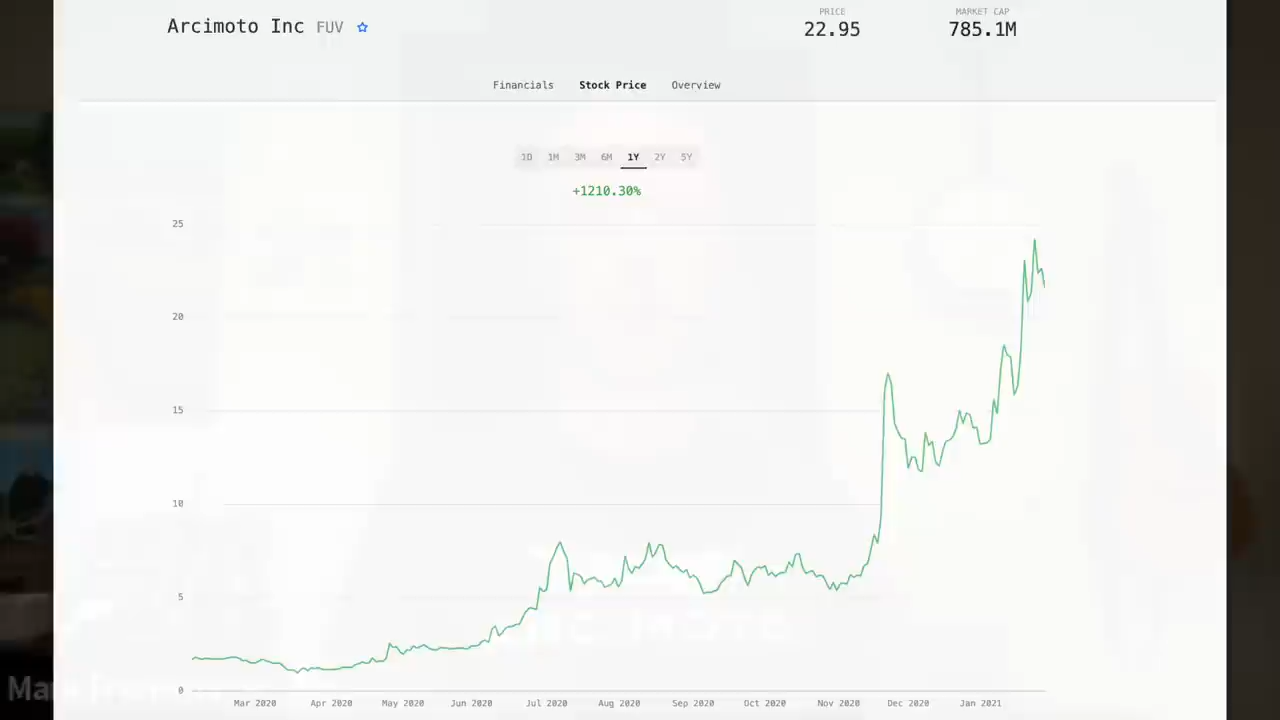 PRICE MARKET CAP
Arcimoto Inc FUV 22.95 785.1M
Financials Stock Price Overview
1D 1M 3M 6M 1Y 2Y 5Y
+1210.30%
25
20
15
10
5
0
Mar 2020 Apr 2020 May 2020 Jun 2020 Jul 2020 Aug 2020 Sep 2020 Oct 2020 Nov 2020 Dec 2020 Jan 2021